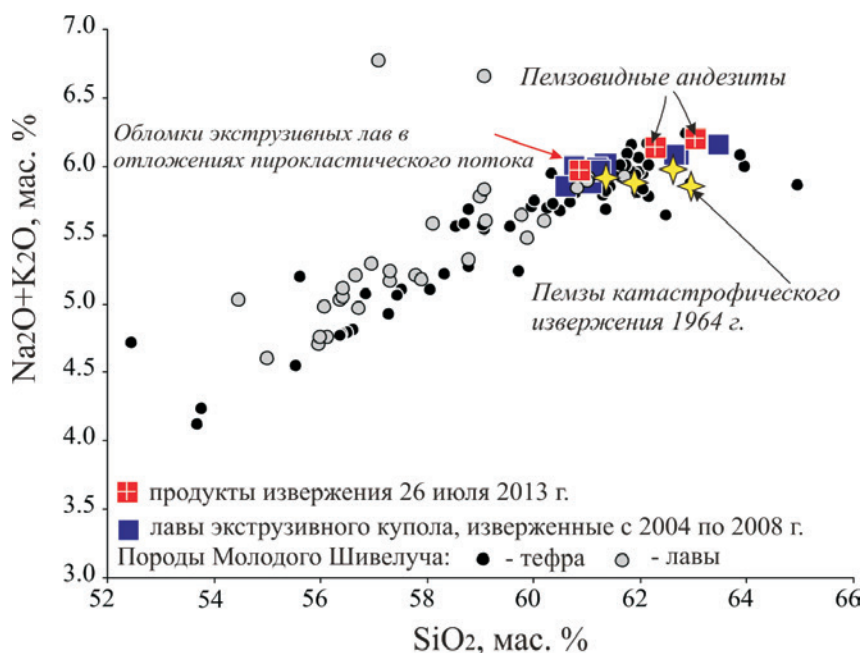 7.0
6.5
6.0
5.5
5.0
4.5
4.0
3.5
3.0
Na2O+K2O, мас. %
Пемзовидные андезиты
Обломки экструзивных лав в
отложениях пирокластического потока
Пемзы катастрофического
извержения 1964 г.
продукты извержения 26 июля 2013 г.
лавы экструзивного купола, изверженные с 2004 по 2008 г.
Породы Молодого Шивелуча: - тефра - лавы
52 54 56 58 60 62 64 66
SiO2, мас. %